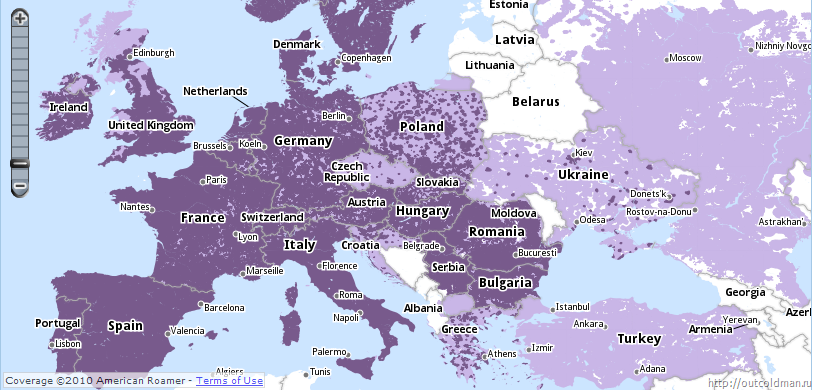 Estonia
Latvia
Edinburgh
Denmark
Copenhagen
Moscow
Nizhniy Novgo
Lithuania
Netherlands
Belarus
Ireland
United Kingdom
Berlin
Poland
Germany
Brussels
Koeln
Kiev
Czech
Republic
Ukraine
Paris
Slovakia
Donets'k
Nantes
Austria
Hungary
Moldova
Rostov-na-Donu
France
Switzerland
Odesa
Astrakhan'
Lyon
Italy
Croatia
Belgrade
Romania
Bucuresti
Marseille
Florence
Serbia
Bulgaria
Georgia
Barcelona
Roma
Albania
Istanbul
Portugal
Spain
Valencia
Napoli
Greece
Ankara
Yerevan
Armenia
Azerl
Lisbon
Palermo
Athens
Izmir
Turkey
Adana
Algiers
Tunis
Coverage ©2010 American Roamer - Terms of Use
http://outcoldman.ru